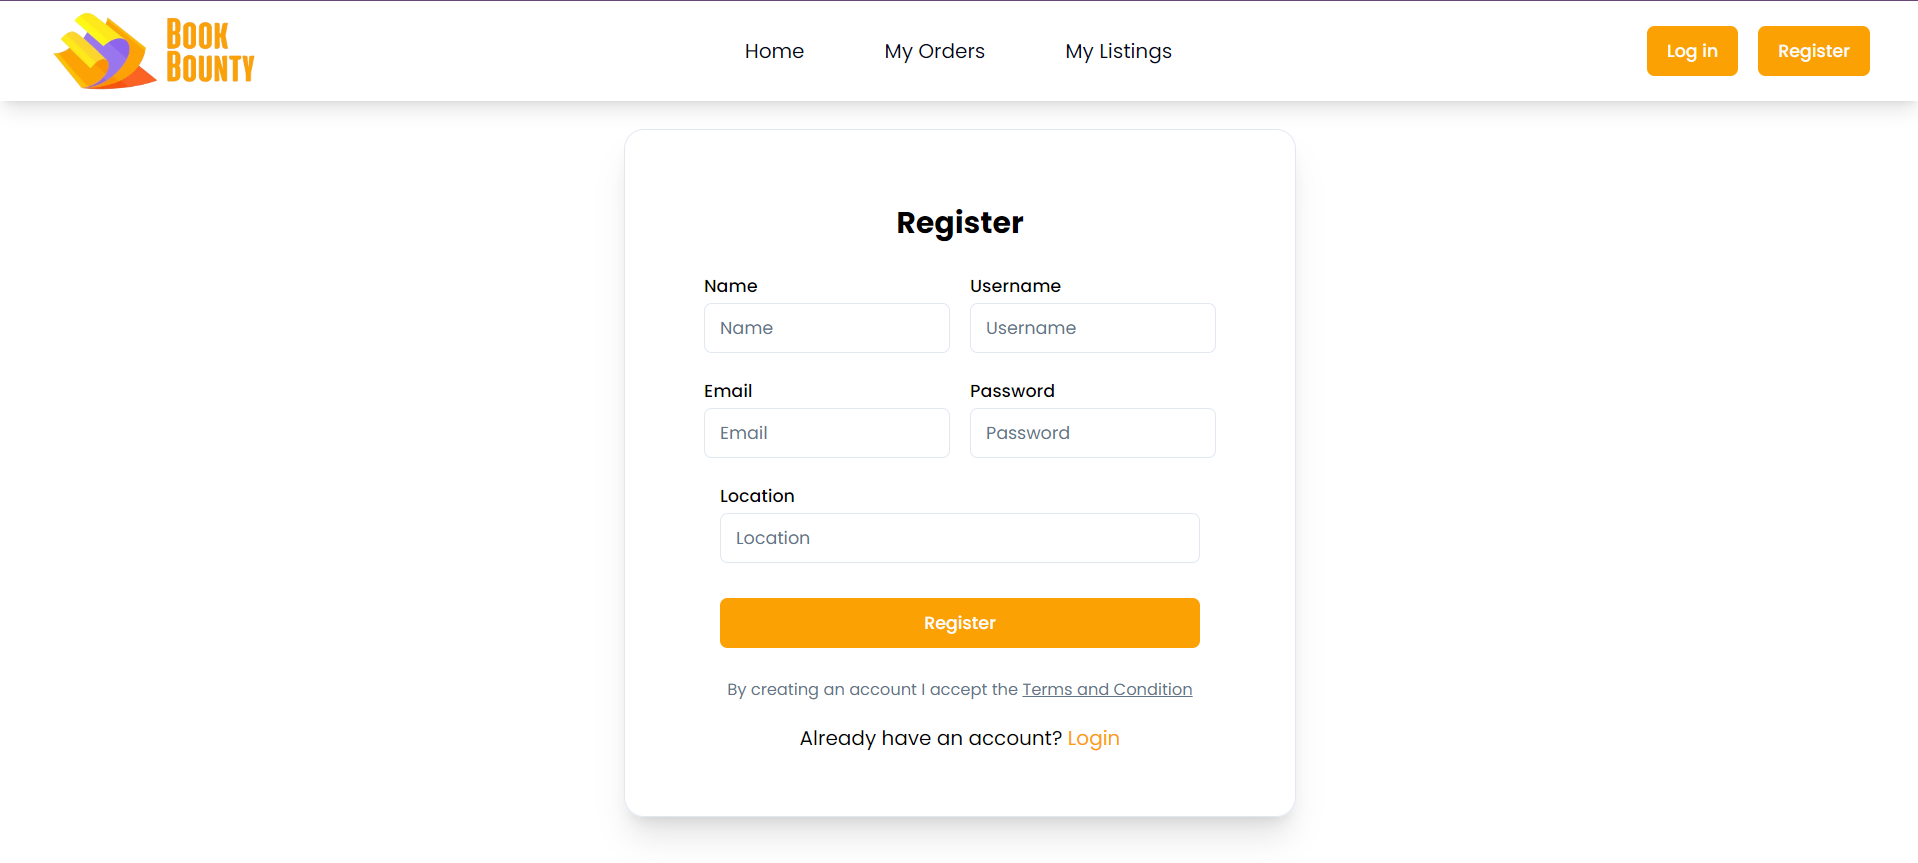 BOOK
BOUNTY
Home My Orders My Listings
Log in Register
Register
Name Username
Name Username
Email Password
Email Password
Location
Location
Register
By creating an account I accept the Terms and Condition
Already have an account? Login